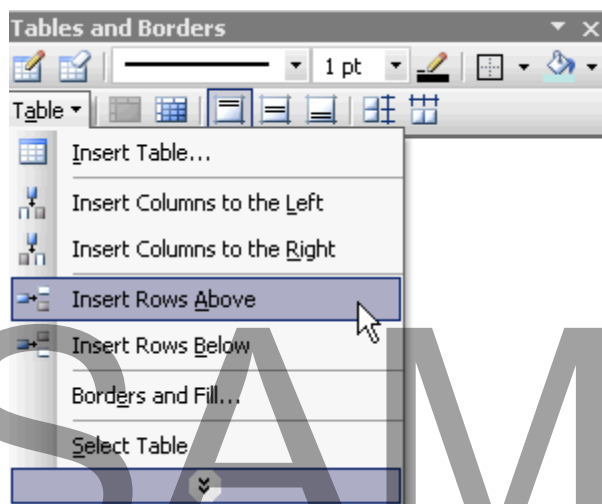 Tables and Borders
1 pt
Table
Insert Table...
Insert Columns to the Left
Insert Columns to the Right
Insert Rows Above
Insert Rows Below
Borders and Fill...
Select Table
SAM